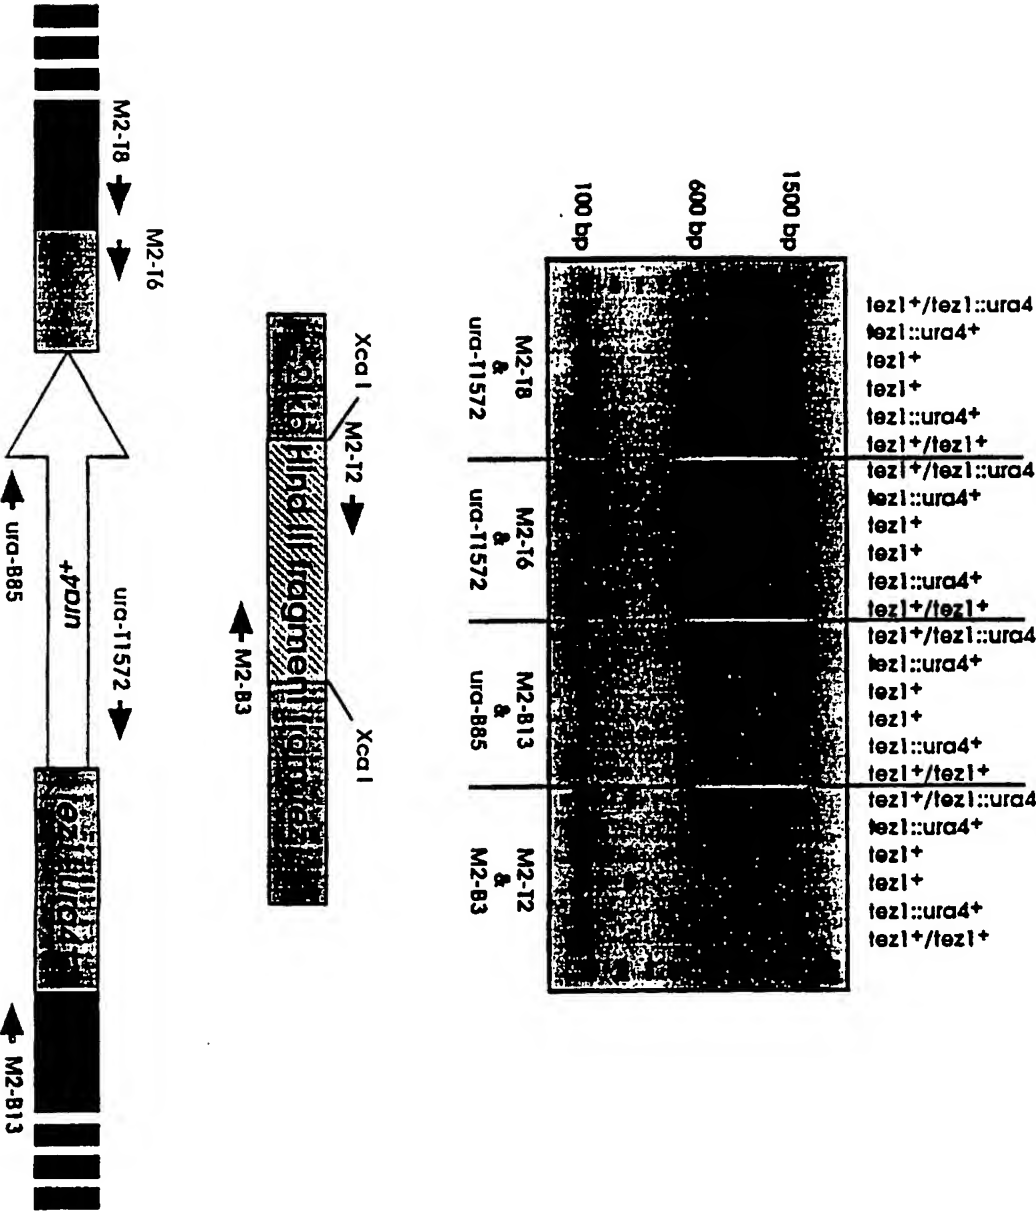 tez1+/tez1::ura4
tez1::ura4+
tez1+
tez1+
tez1::ura4+
tez1+/tez1+
tez1+/tez1::ura4
tez1::ura4+
tez1+
tez1+
tez1::ura4+
tez1+/tez1+
tez1+/tez1::ura4
tez1::ura4+
tez1+
tez1+
tez1::ura4+
tez1+/tez1+
tez1+/tez1::ura4
tez1::ura4+
tez1+
tez1+
tez1::ura4+
tez1+/tez1+
1500 bp
600 bp
100 bp
M2-T8
&
ura-T1572
M2-T6
&
ura-T1572
M2-B13
&
ura-B85
M2-T2
&
M2-B3
Xca I
M2-T2
Xca I
kb Hind III fragment
M2-B3
M2-T6
M2-T8
ura-T1572
ura4+
ura-B85
M2-B13